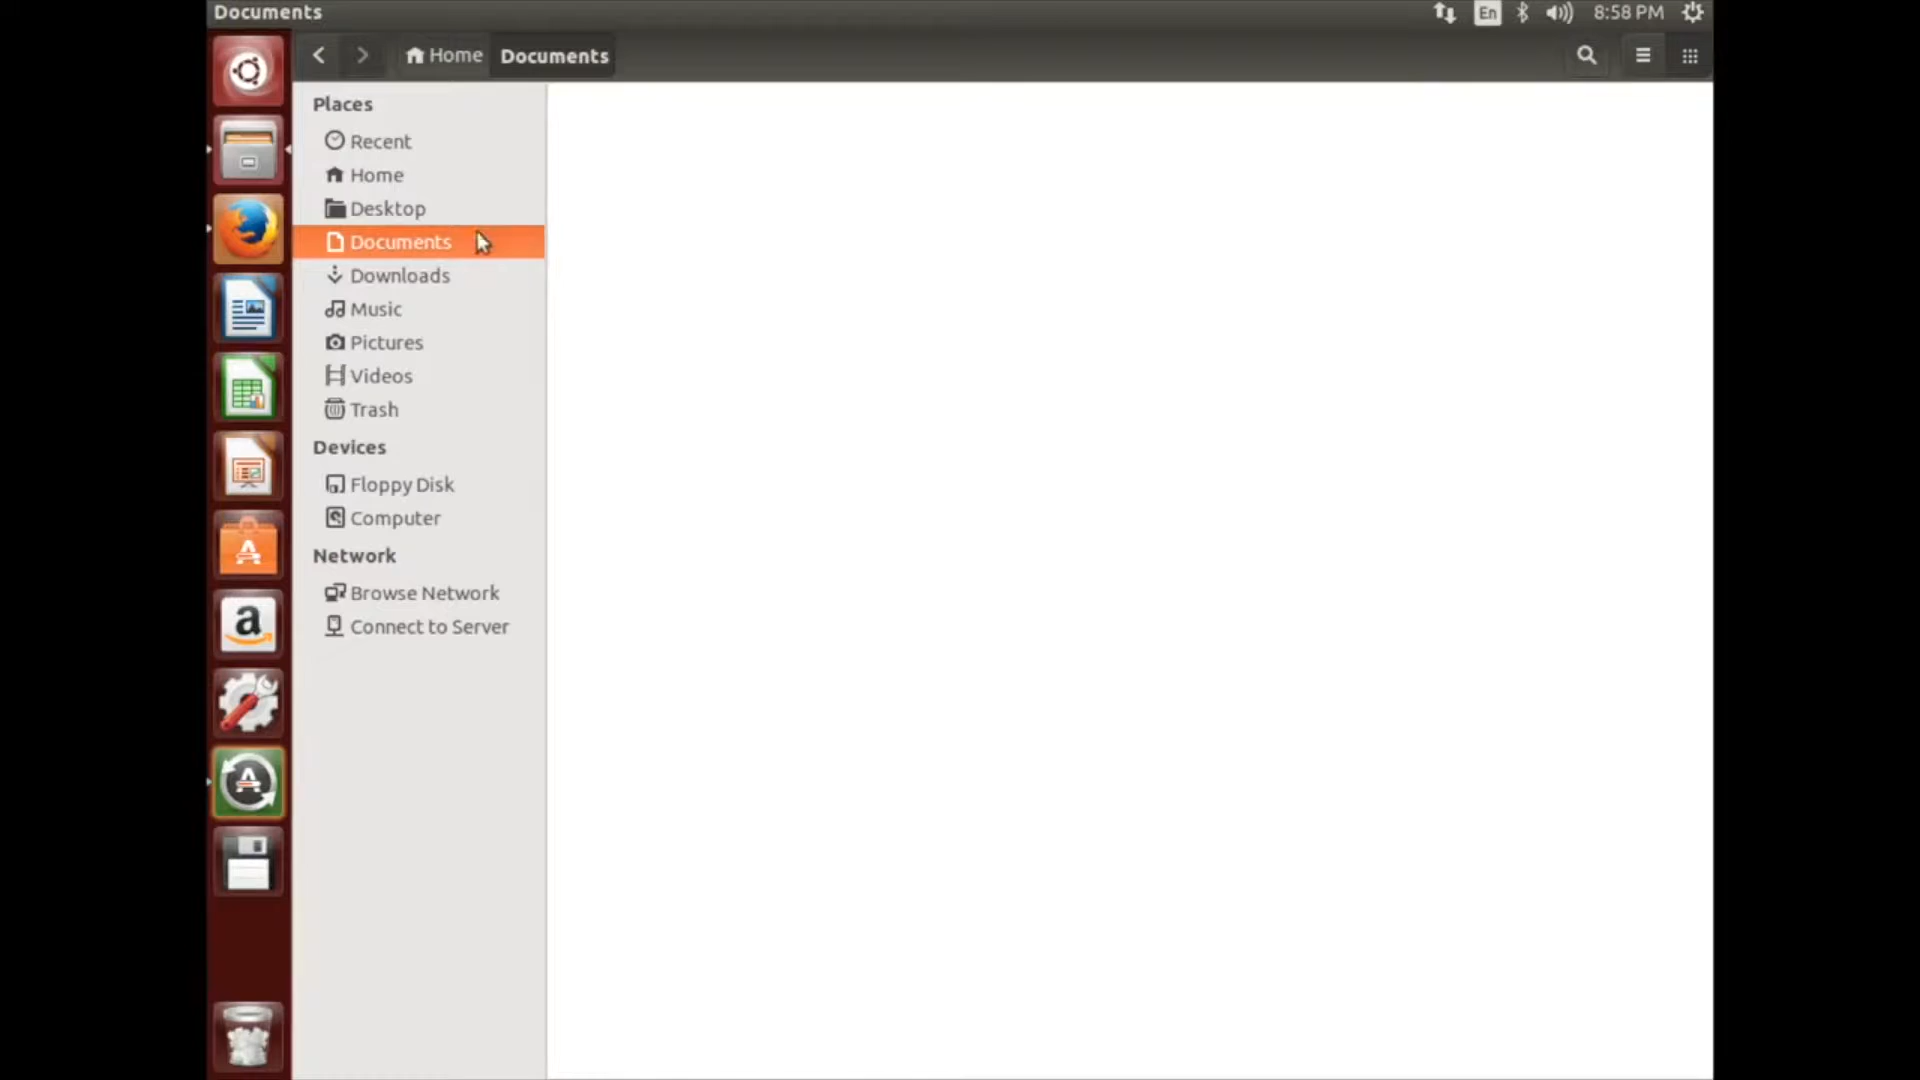 Documents
En
8:58 PM
Home
Documents
Places
Recent
Home
Desktop
Documents
Downloads
Music
Pictures
Videos
Trash
Devices
Floppy Disk
Computer
Network
Browse Network
Connect to Server
a